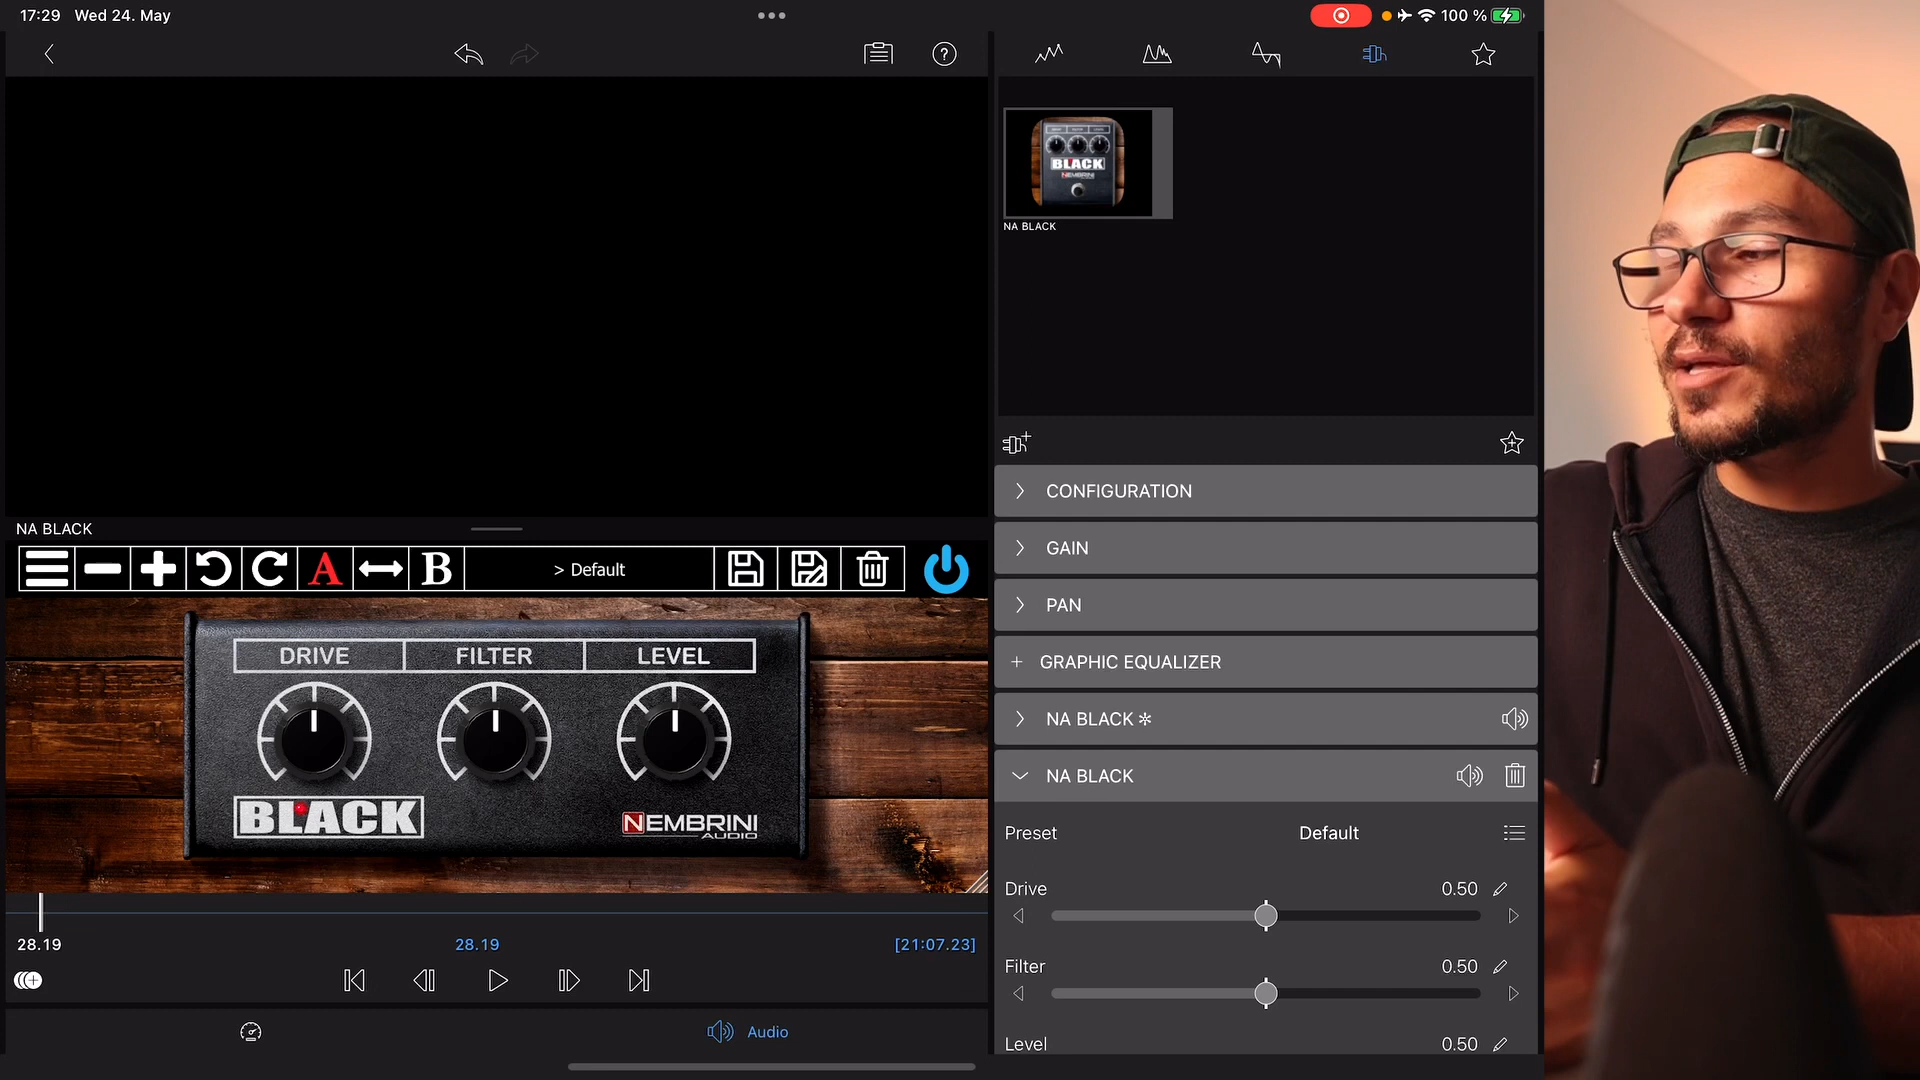 17:29 Wed 24. May
100 %
NA BLACK
CONFIGURATION
GAIN
PAN
GRAPHIC EQUALIZER
NA BLACK ✲
NA BLACK
Preset Default
Drive 0.50
Filter 0.50
Level 0.50
NA BLACK
A B > Default
DRIVE FILTER LEVEL
BLACK
NEMBRINI
AUDIO
28.19 28.19 [21:07.23]
Audio
BLACK